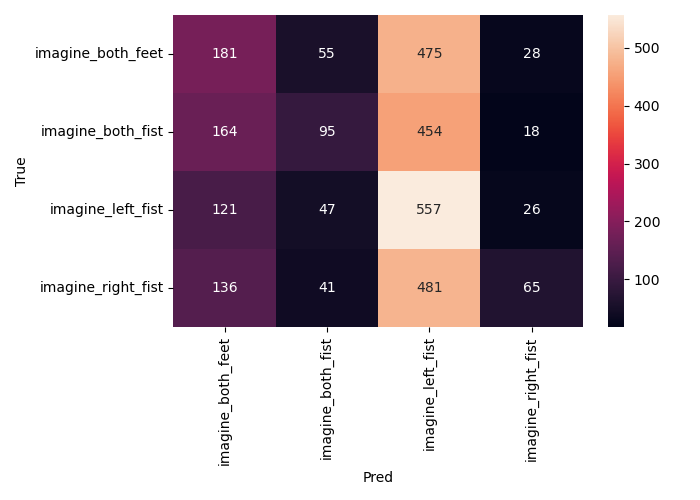 True
imagine_both_feet 181 55 475 28
imagine_both_fist 164 95 454 18
imagine_left_fist 121 47 557 26
imagine_right_fist 136 41 481 65
imagine_both_feet
imagine_both_fist
imagine_left_fist
imagine_right_fist
Pred
500
400
300
200
100